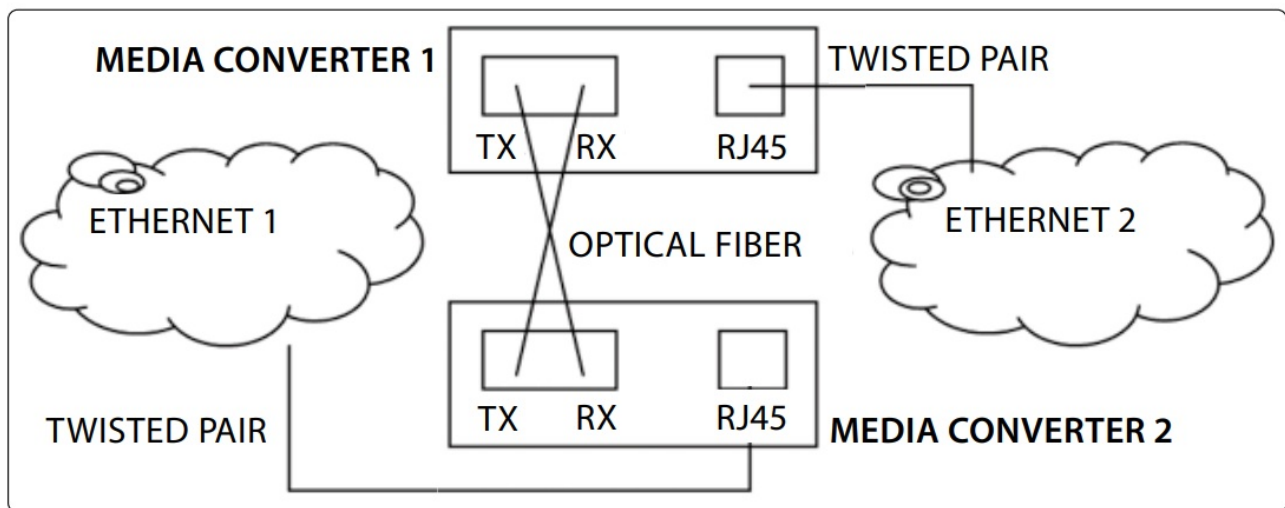 MEDIA CONVERTER 1
TWISTED PAIR
TX RX RJ45
ETHERNET 1
OPTICAL FIBER
ETHERNET 2
TX RX RJ45
TWISTED PAIR
MEDIA CONVERTER 2